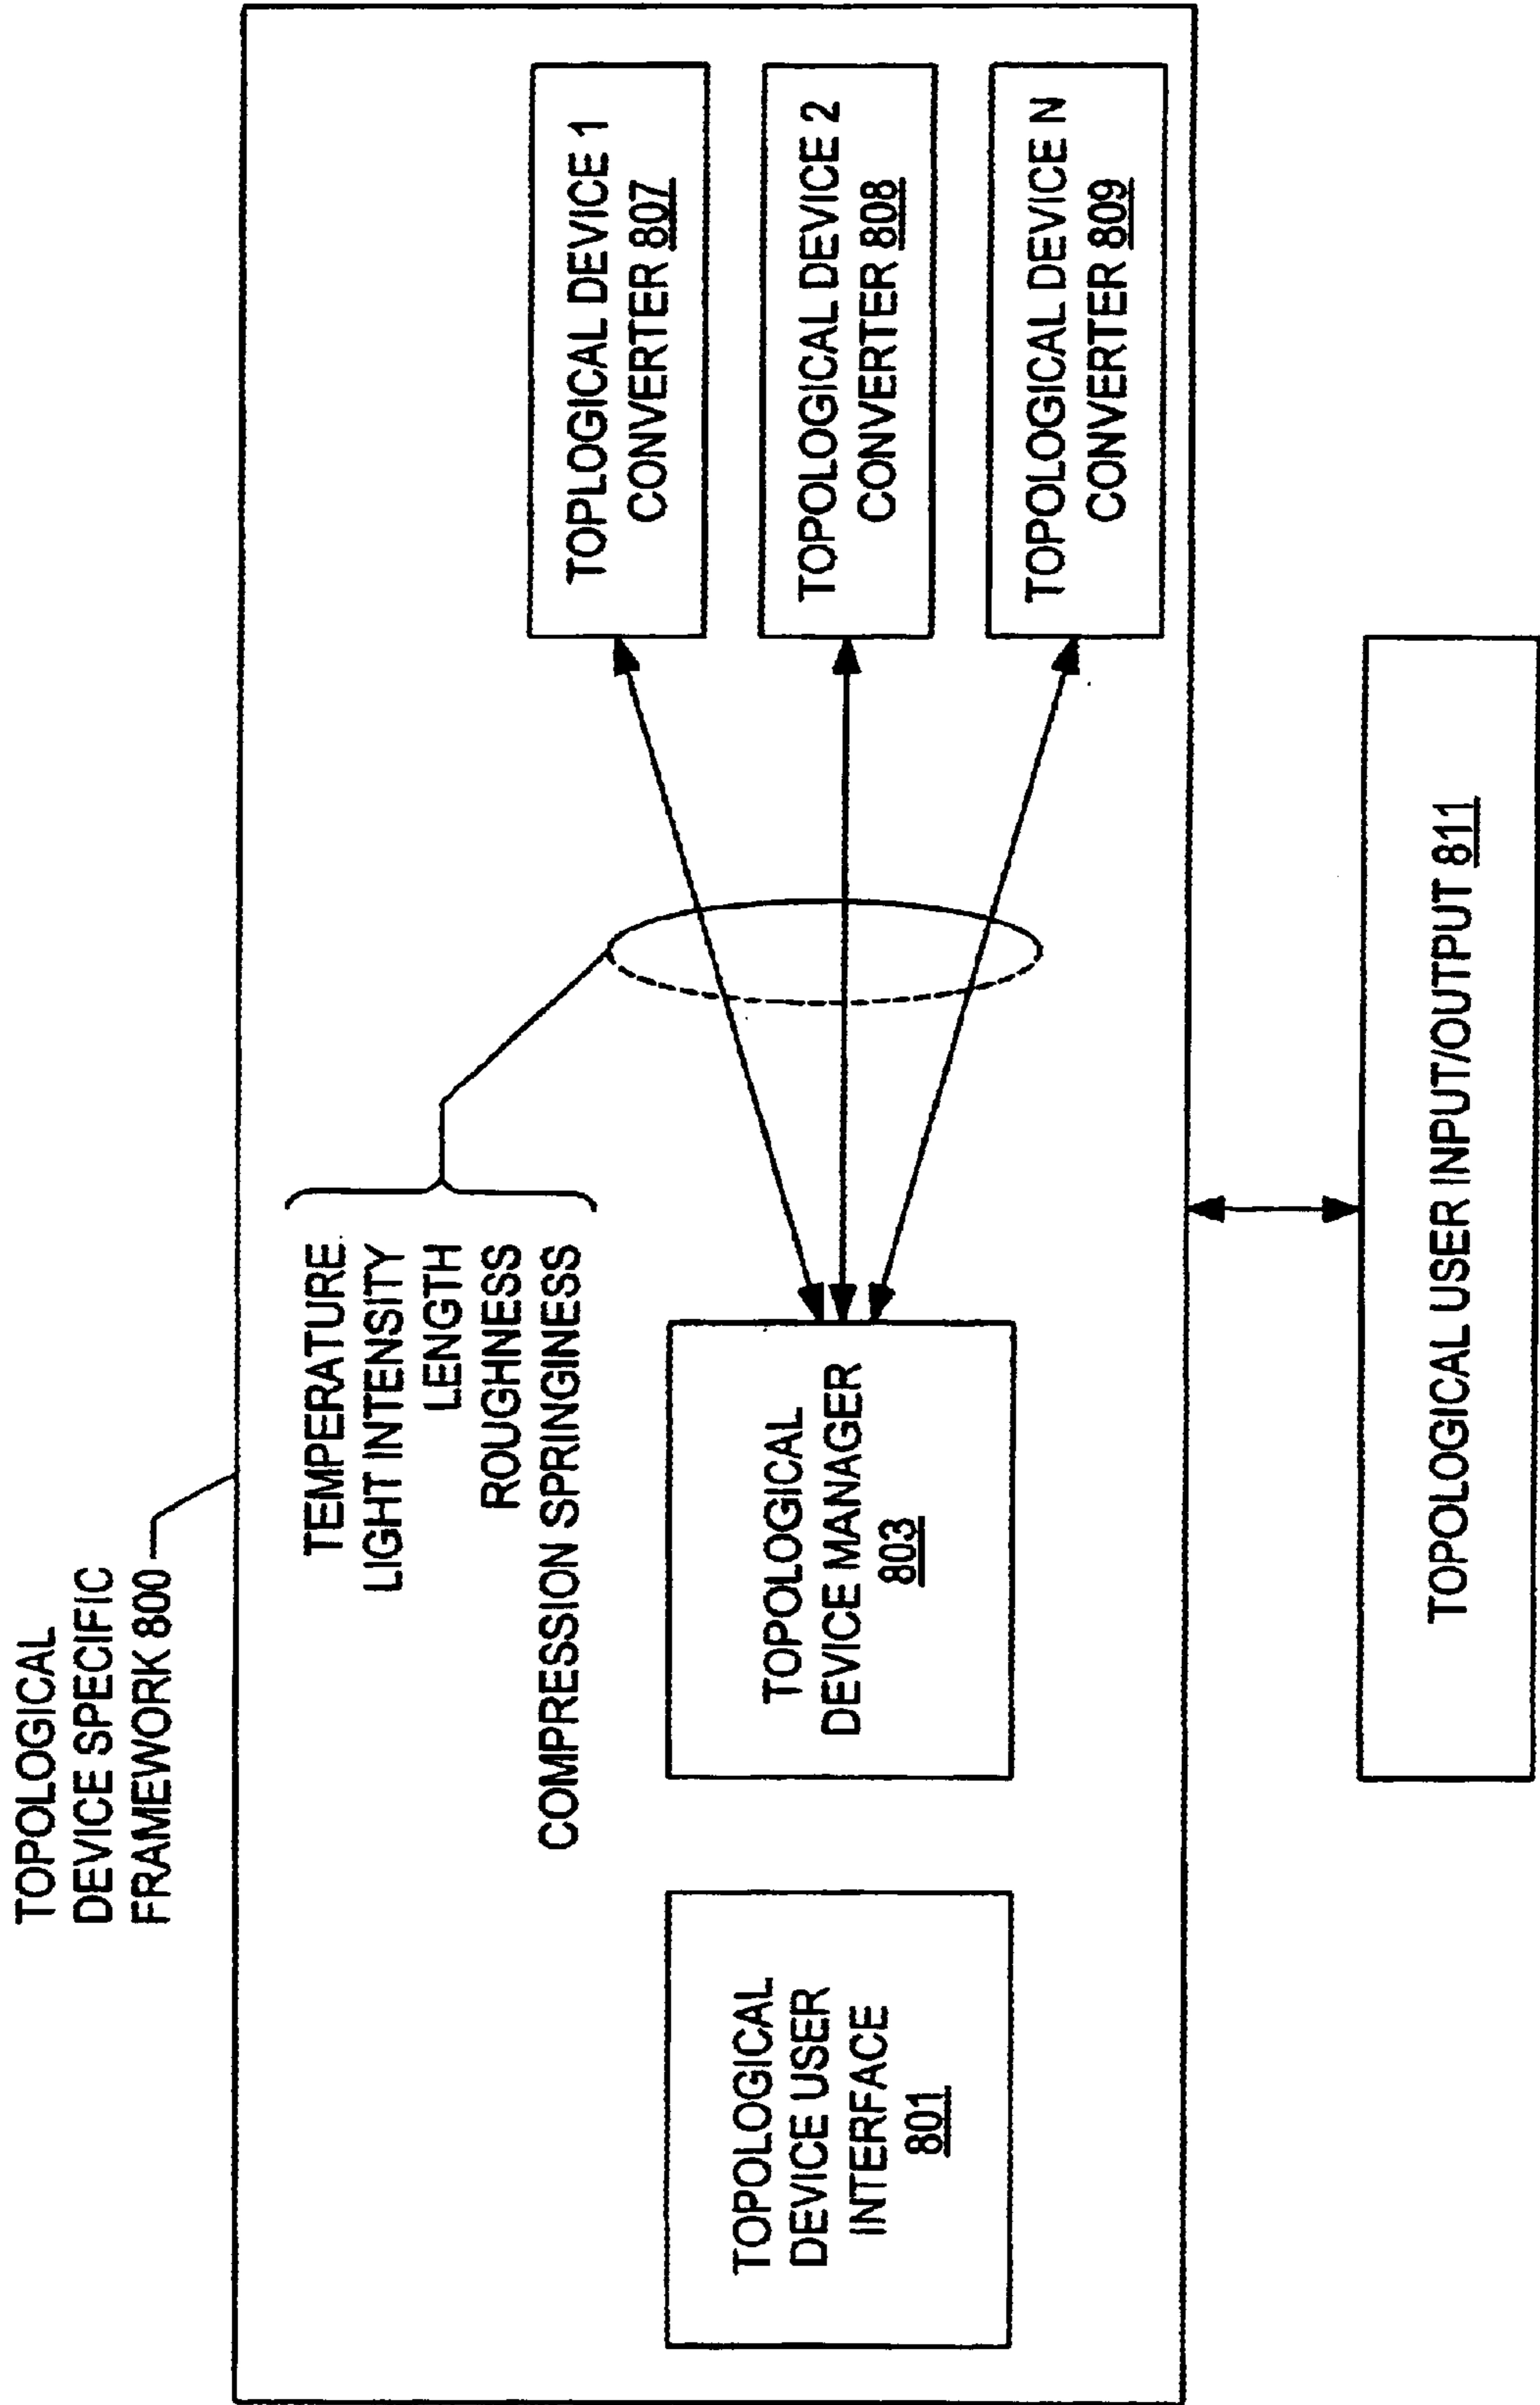 TOPOLOGICAL
DEVICE SPECIFIC
FRAMEWORK 800
TEMPERATURE
LIGHT INTENSITY
LENGTH
ROUGHNESS
COMPRESSION SPRINGINESS
TOPOLOGICAL
DEVICE USER
INTERFACE
801
TOPOLOGICAL
DEVICE MANAGER
803
TOPLOGICAL DEVICE 1
CONVERTER 807
TOPOLOGICAL DEVICE 2
CONVERTER 808
TOPOLOGICAL DEVICE N
CONVERTER 809
TOPOLOGICAL USER INPUT/OUTPUT 811